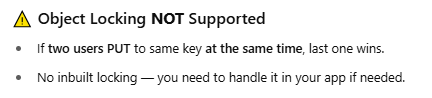 ⚠ Object Locking NOT Supported
• If two users PUT to same key at the same time, last one wins.
• No inbuilt locking — you need to handle it in your app if needed.